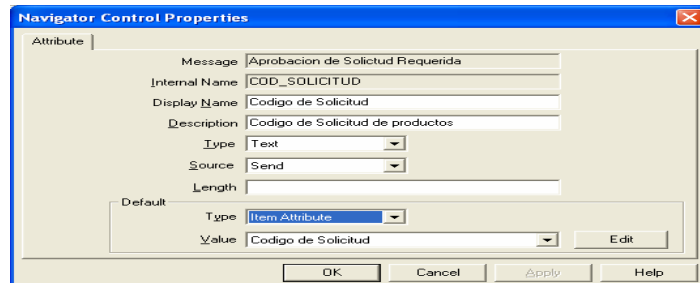 Navigator Control Properties
Attribute
Message Aprobacion de Solictud Requerida
Internal Name COD_SOLICITUD
Display Name Codigo de Solicitud
Description Codigo de Solicitud de productos
Type Text
Source Send
Length
Default
Type Item Attribute
Value Codigo de Solicitud Edit
OK Cancel Apply Help